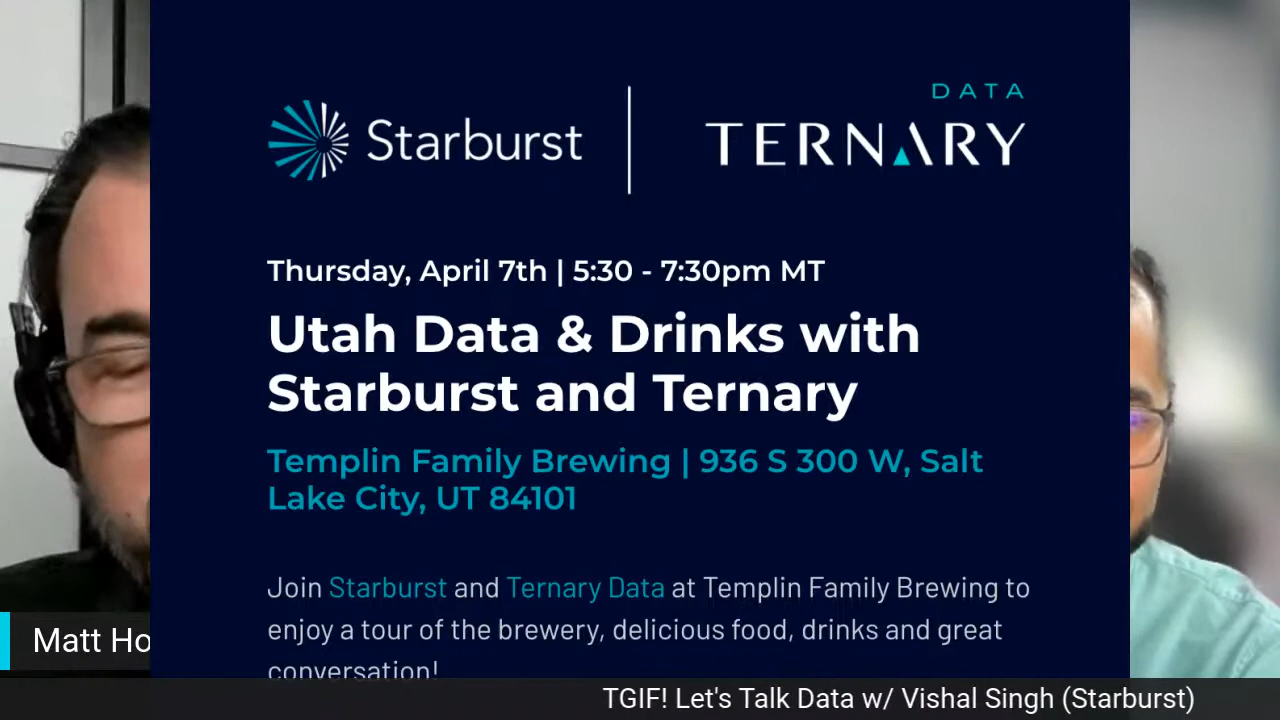 Starburst
DATA
TERNARY
Thursday, April 7th | 5:30 - 7:30pm MT
Utah Data & Drinks with
Starburst and Ternary
Templin Family Brewing | 936 S 300 W, Salt
Lake City, UT 84101
Join Starburst and Ternary Data at Templin Family Brewing to
enjoy a tour of the brewery, delicious food, drinks and great
conversation!
Matt Ho
TGIF! Let's Talk Data w/ Vishal Singh (Starburst)